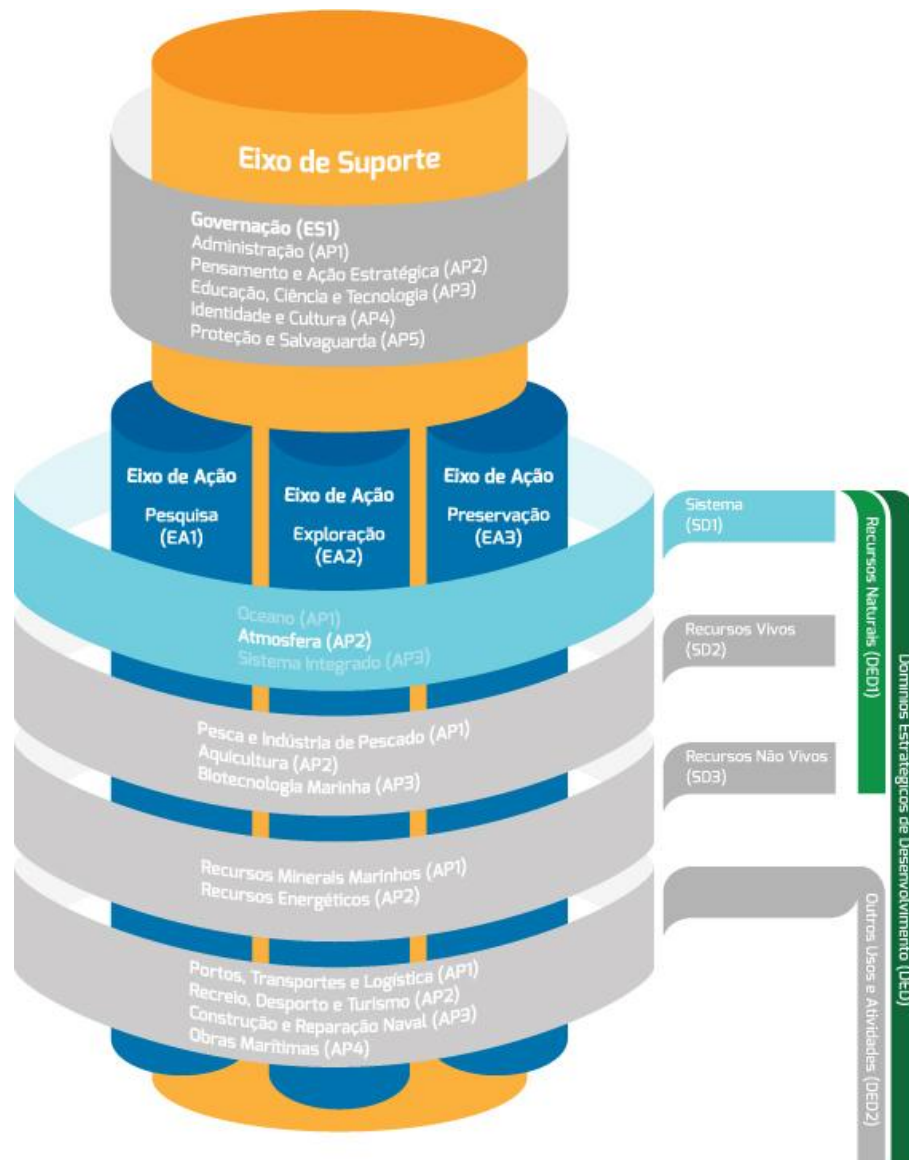 Eixo de Suporte
Governação (ES1)
Administração (AP1)
Pensamento e Ação Estratégica (AP2)
Educação, Ciência e Tecnologia (AP3)
Identidade e Cultura (AP4)
Proteção e Salvaguarda (AP5)
Eixo de Ação
Pesquisa
(EA1)
Eixo de Ação
Exploração
(EA2)
Eixo de Ação
Preservação
(EA3)
Oceano (AP1)
Atmosfera (AP2)
Sistema Integrado (AP3)
Pesca e Indústria de Pescado (AP1)
Aquicultura (AP2)
Biotecnologia Marinha (AP3)
Recursos Minerais Marinhos (AP1)
Recursos Energéticos (AP2)
Portos, Transportes e Logística (AP1)
Recreio, Desporto e Turismo (AP2)
Construção e Reparação Naval (AP3)
Obras Marítimas (AP4)
Sistema
(SD1)
Recursos Vivos
(SD2)
Recursos Não Vivos
(SD3)
Recursos Naturais (DED1)
Outros Usos e Atividades (DED2)
Domínios Estratégicos de Desenvolvimento (DED)